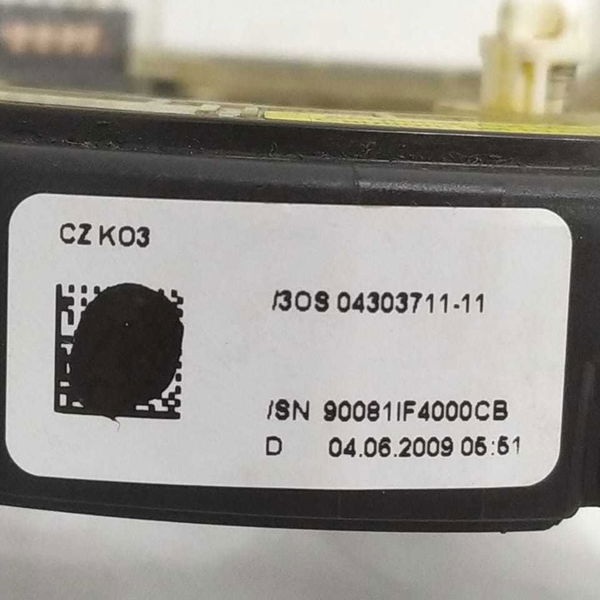 CZ K03
/3OS 04303711-11
/SN 90081IF4000CB
D 04.06.2009 05:51